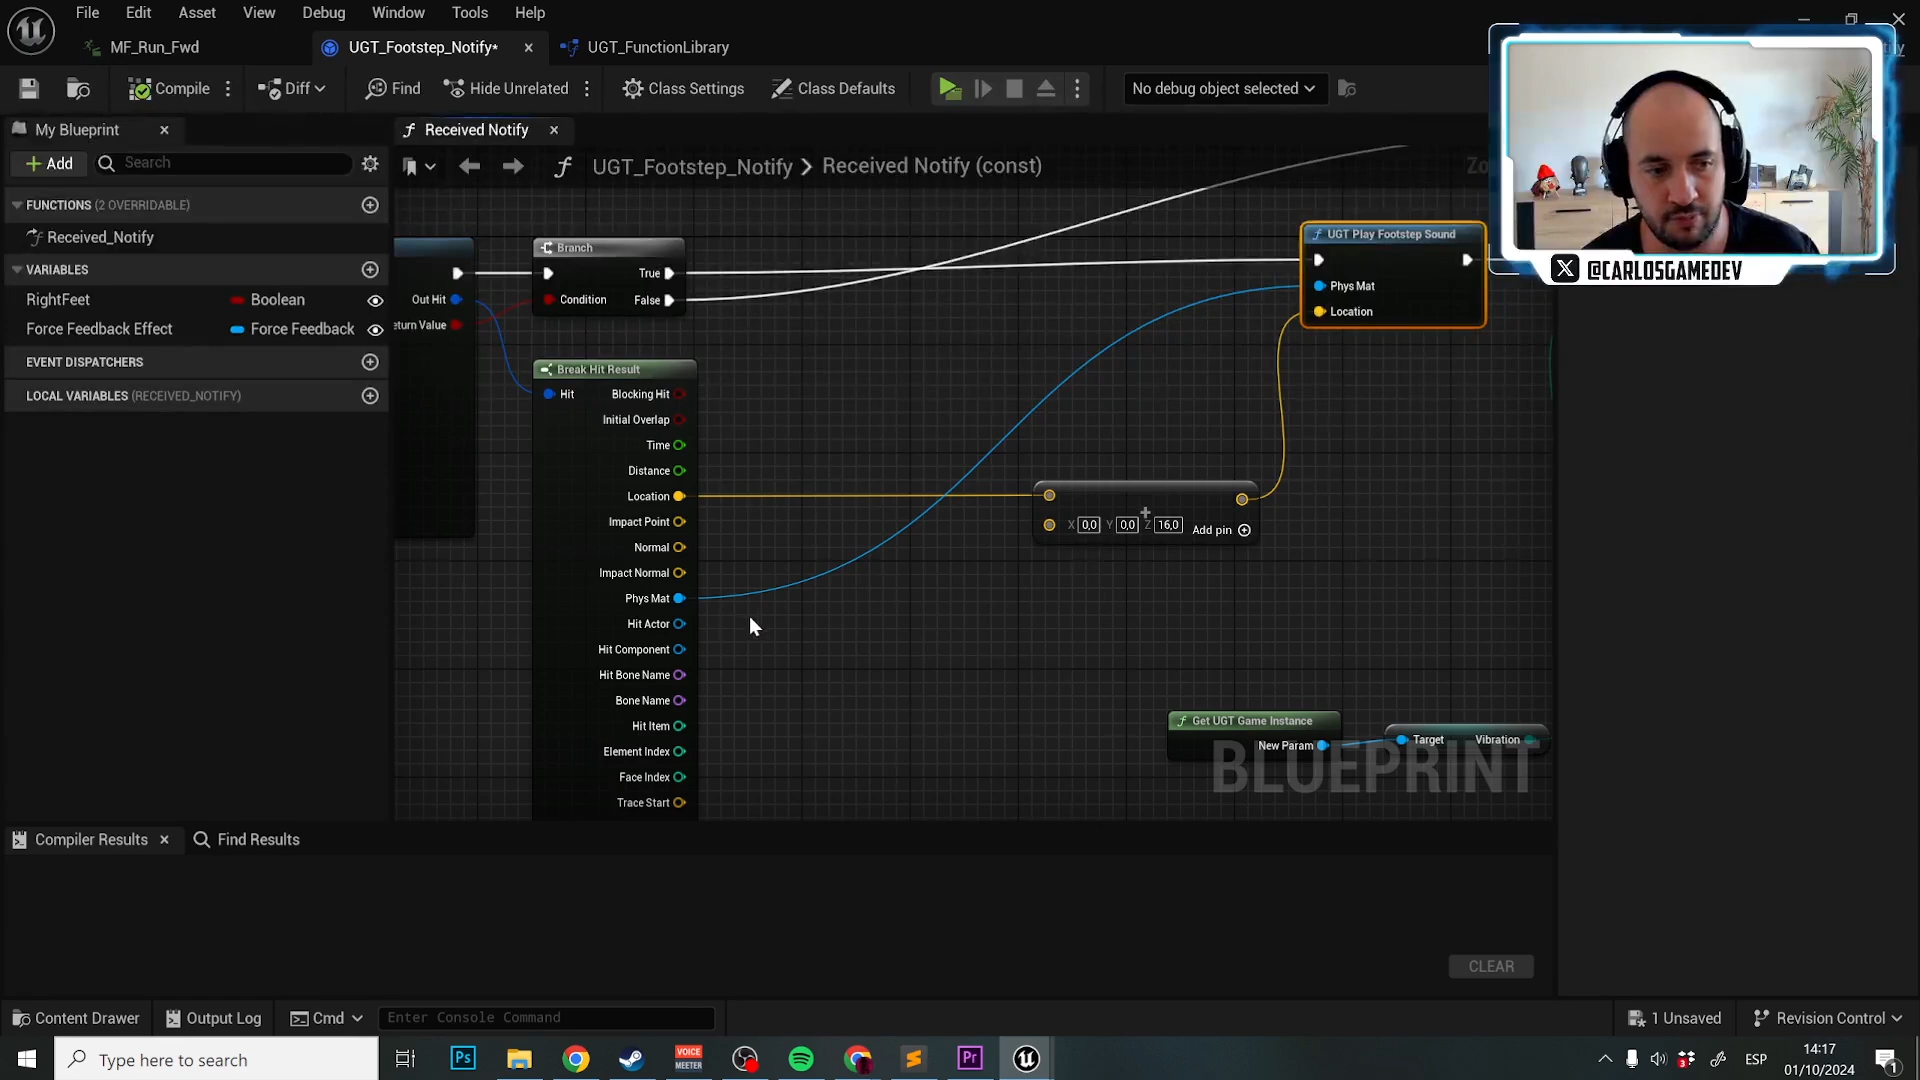 File Edit Asset View Debug Window Tools Help
MF_Run_Fwd
UGT_Footstep_Notify*
UGT_FunctionLibrary
Compile
Diff
Find
Hide Unrelated
Class Settings
Class Defaults
No debug object selected
My Blueprint
Add
Search
FUNCTIONS (2 OVERRIDABLE)
Received_Notify
VARIABLES
RightFeet Boolean
Force Feedback Effect Force Feedback
EVENT DISPATCHERS
LOCAL VARIABLES (RECEIVED_NOTIFY)
Received Notify
UGT_Footstep_Notify > Received Notify (const)
@CARLOSGAMEDEV
Out Hit
Branch
True
Condition False
UGT Play Footstep Sound
Phys Mat
Location
Break Hit Result
Hit Blocking Hit
Initial Overlap
Time
Distance
Location
Impact Point
Normal
Impact Normal
Phys Mat
Hit Actor
Hit Component
Hit Bone Name
Bone Name
Hit Item
Element Index
Face Index
Trace Start
X 0,0 Y 0,0 Z 16,0 Add pin
Get UGT Game Instance
New Param
Target Vibration
BLUEPRINT
Compiler Results
Find Results
CLEAR
Content Drawer
Output Log
Cmd
Enter Console Command
1 Unsaved
Revision Control
Type here to search
Ps
VOICE
MEETER
Pr
ESP
14:17
01/10/2024
1